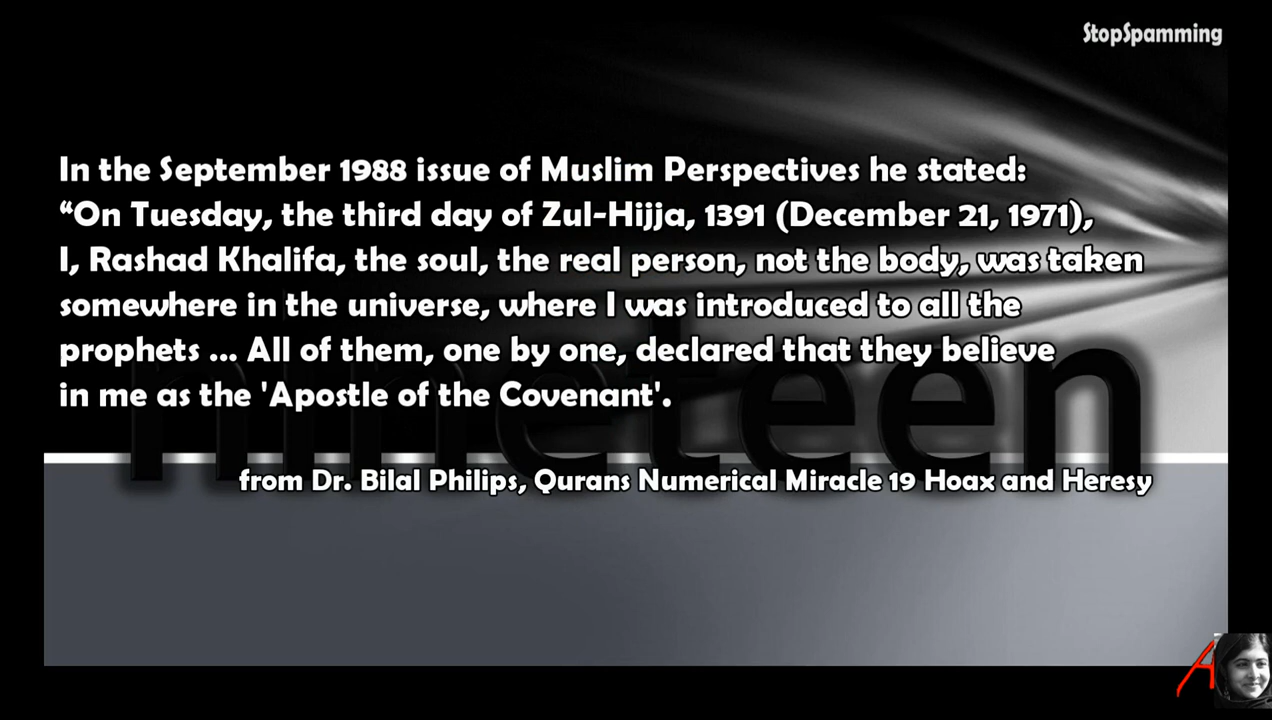 StopSpamming
In the September 1988 issue of Muslim Perspectives he stated:
“On Tuesday, the third day of Zul-Hijja, 1391 (December 21, 1971),
I, Rashad Khalifa, the soul, the real person, not the body, was taken
somewhere in the universe, where I was introduced to all the
prophets ... All of them, one by one, declared that they believe
in me as the 'Apostle of the Covenant'.
nineteen
from Dr. Bilal Philips, Qurans Numerical Miracle 19 Hoax and Heresy
A